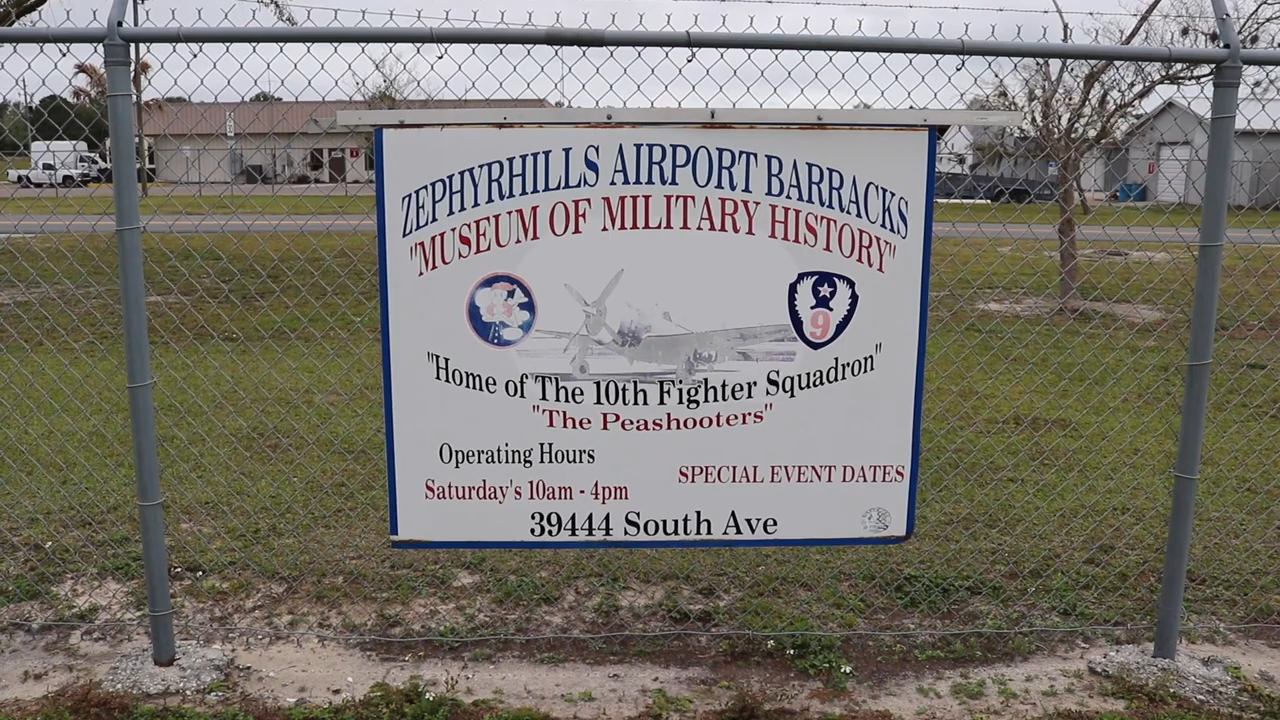 ZEPHYRHILLS AIRPORT BARRACKS
"MUSEUM OF MILITARY HISTORY"
9
"Home of The 10th Fighter Squadron"
"The Peashooters"
Operating Hours
SPECIAL EVENT DATES
Saturday's 10am - 4pm
39444 South Ave